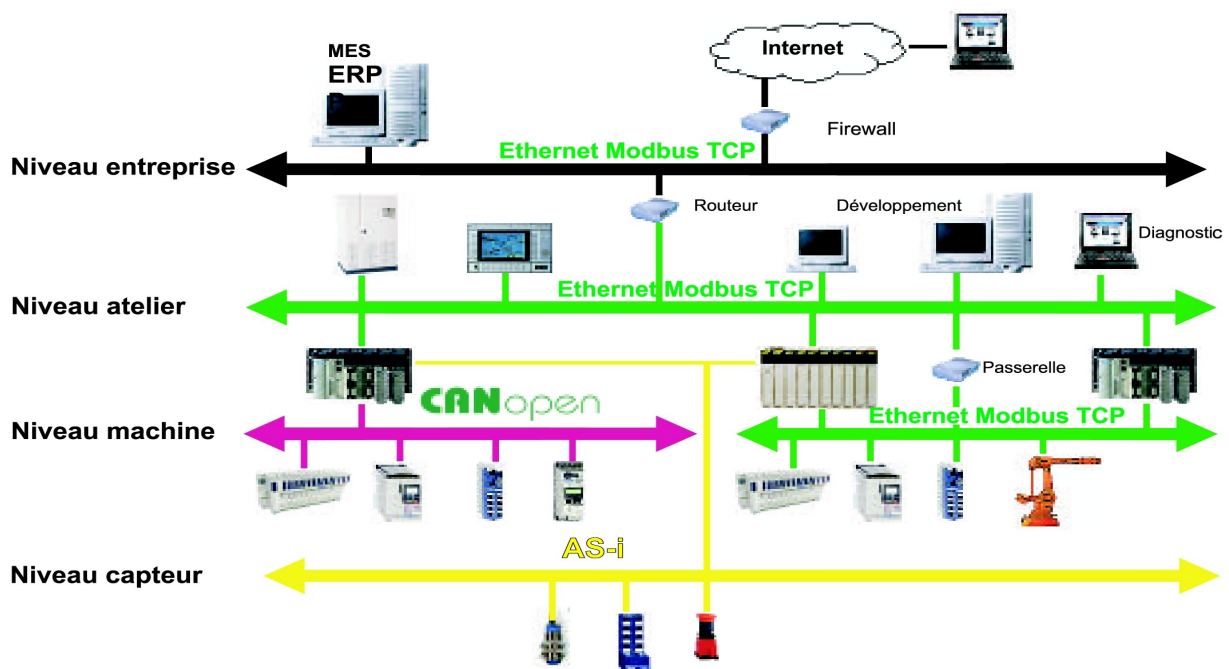 MES
ERP
Internet
Firewall
Ethernet Modbus TCP
Niveau entreprise
Routeur
Développement
Diagnostic
Ethernet Modbus TCP
Niveau atelier
Passerelle
CANopen
Ethernet Modbus TCP
Niveau machine
AS-i
Niveau capteur